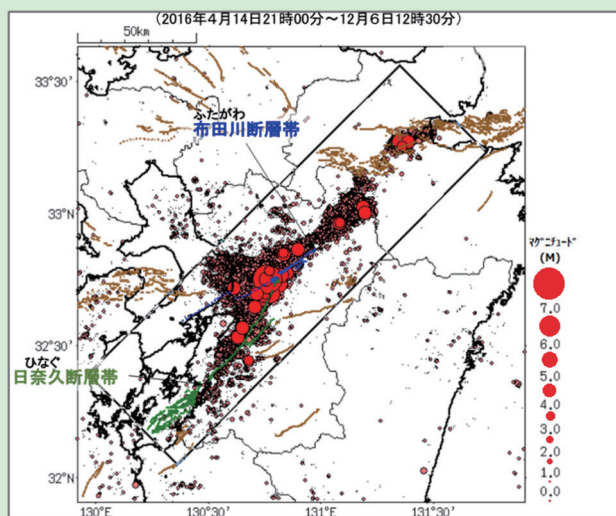 (2016年4月14日21時00分~12月6日12時30分)
50km
33°30'
ふたがわ
布田川断層帯
33°N
マグニチュード
(M)
7.0
6.0
5.0
4.0
3.0
2.0
1.0
0.0
32°30'
ひなぐ
日奈久断層帯
32°N
130°E
130°30'
131°E
131°30'